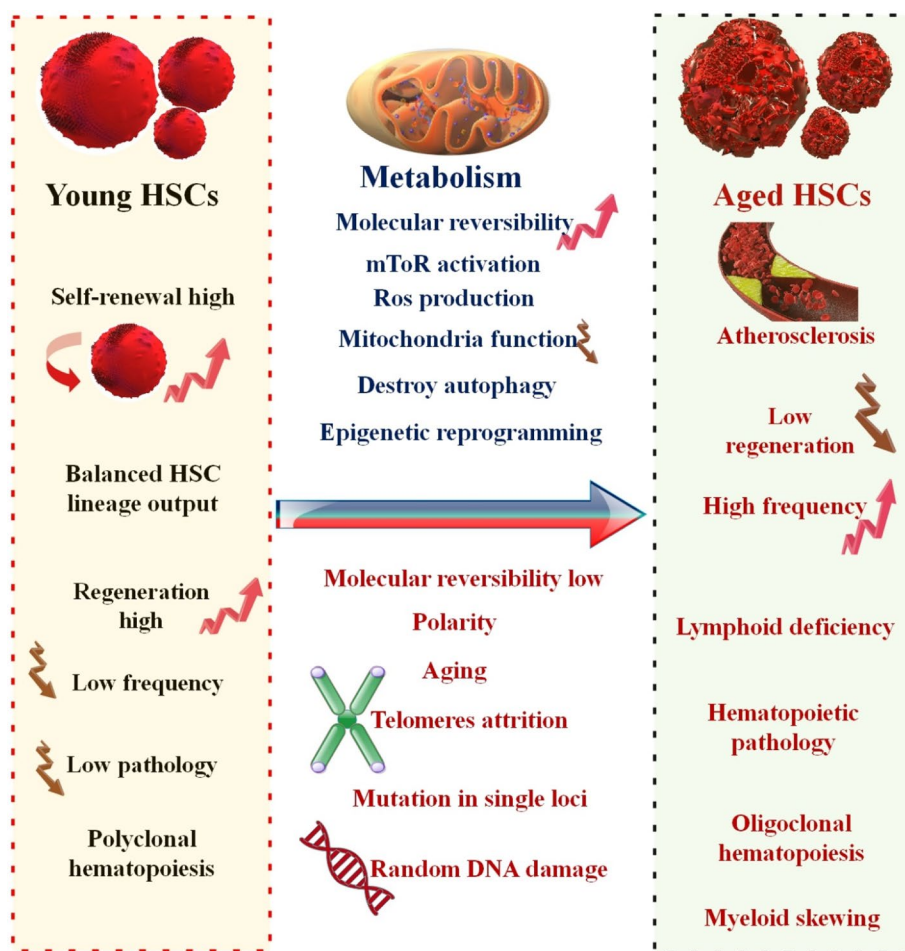 Young HSCs
Self-renewal high
Balanced HSC
lineage output
Regeneration
high
Low frequency
Low pathology
Polyclonal
hematopoiesis
Metabolism
Molecular reversibility
mToR activation
Ros production
Mitochondria function
Destroy autophagy
Epigenetic reprogramming
Molecular reversibility low
Polarity
Aging
Telomeres attrition
Mutation in single loci
Random DNA damage
Aged HSCs
Atherosclerosis
Low
regeneration
High frequency
Lymphoid deficiency
Hematopoietic
pathology
Oligoclonal
hematopoiesis
Myeloid skewing